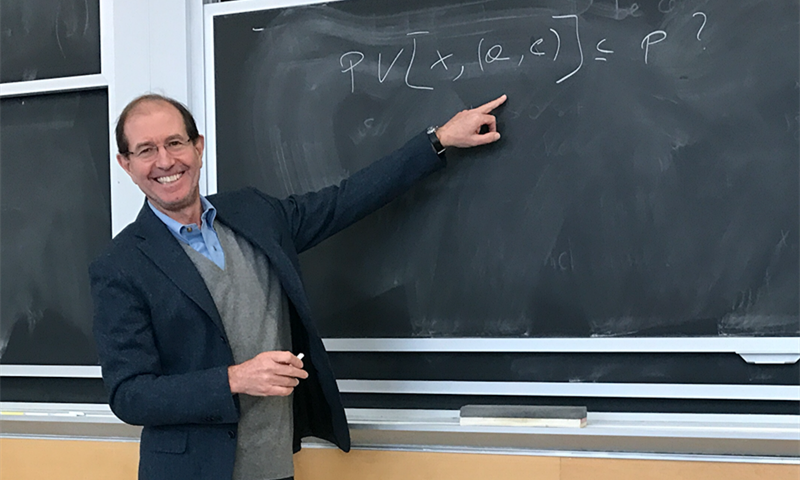 PV[x, (a, c)] ⊆ P ?